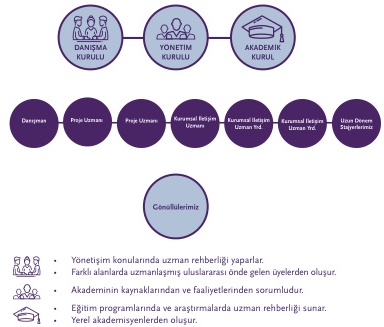 DANIŞMA
KURULU
YÖNETİM
KURULU
AKADEMİK
KURUL
Danışman
Proje Uzmanı
Proje Uzmanı
Kurumsal İletişim
Uzmanı
Kurumsal İletişim
Uzman Yrd.
Kurumsal İletişim
Uzman Yrd.
Uzun Dönem
Stajyerlerimiz
Gönüllülerimiz
• Yönetişim konularında uzman rehberliği yaparlar.
• Farklı alanlarda uzmanlaşmış uluslararası önde gelen üyelerden oluşur.
• Akademinin kaynaklarından ve faaliyetlerinden sorumludur.
• Eğitim programlarında ve araştırmalarda uzman rehberliği sunar.
• Yerel akademisyenlerden oluşur.